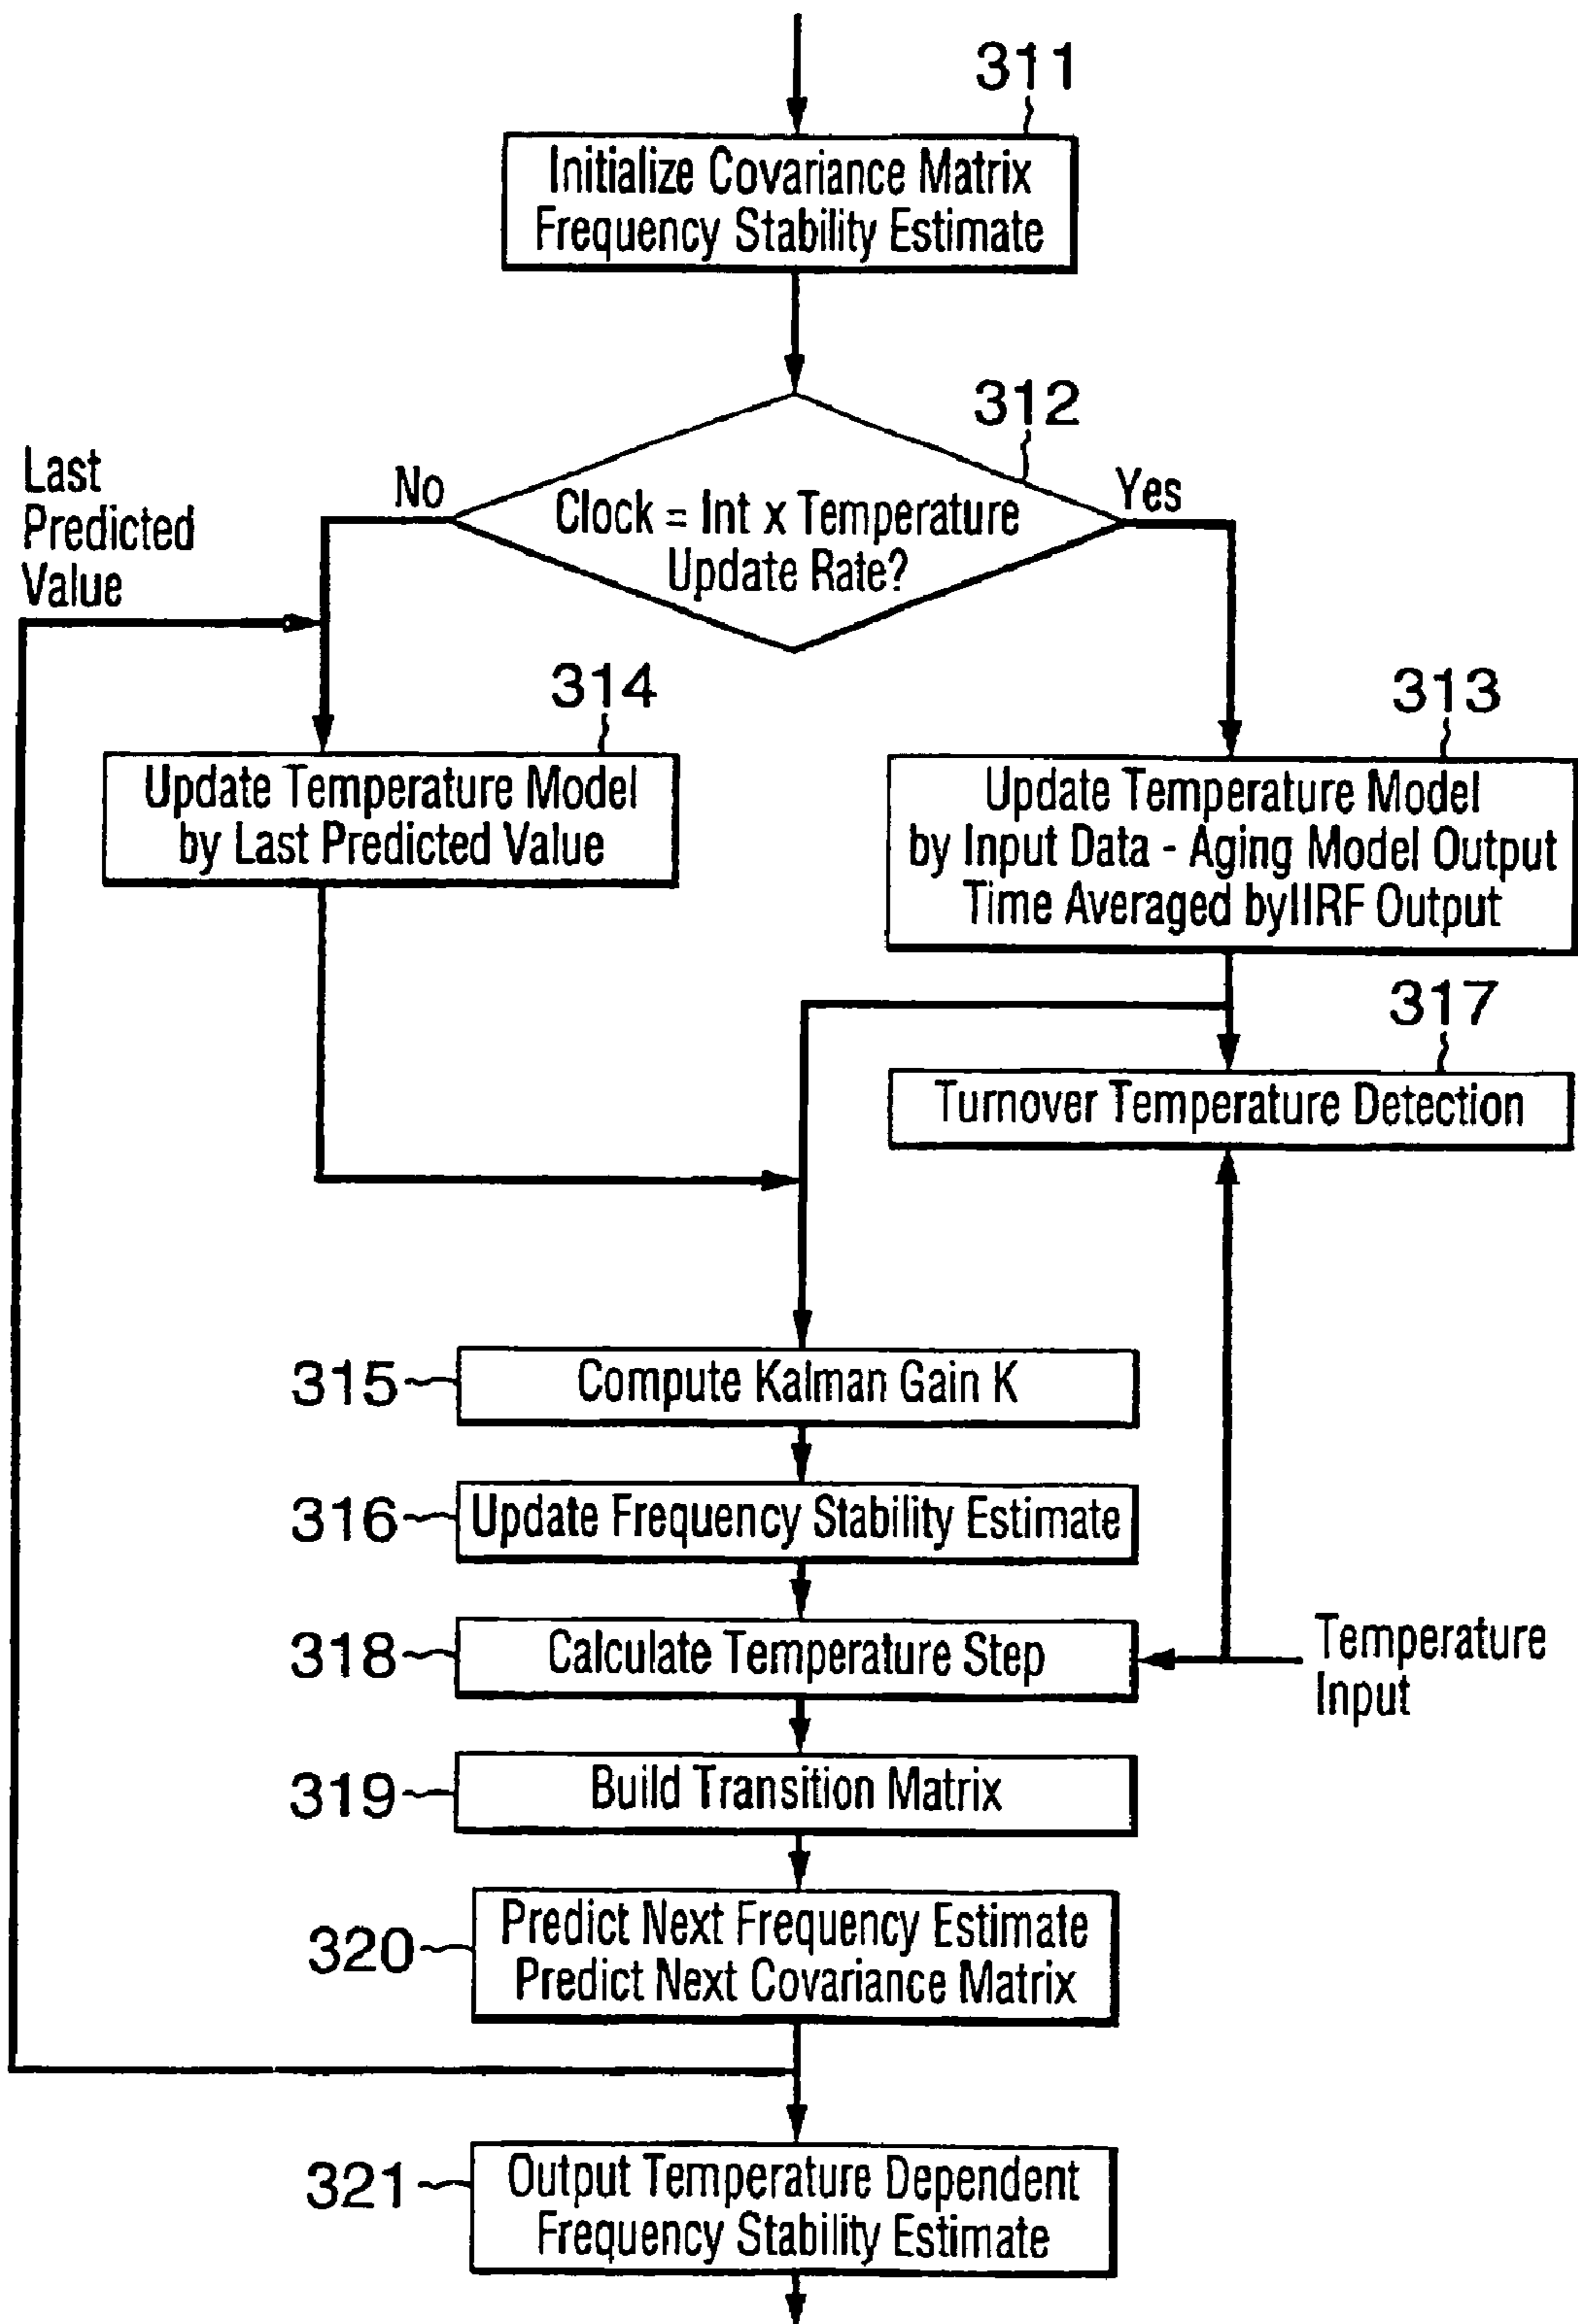 311
Initialize Covariance Matrix
Frequency Stability Estimate
312
Last
Predicted
Value
No
Clock = Int x Temperature
Update Rate?
Yes
314
Update Temperature Model
by Last Predicted Value
313
Update Temperature Model
by Input Data - Aging Model Output
Time Averaged byIIRF Output
317
Turnover Temperature Detection
315
Compute Kalman Gain K
316
Update Frequency Stability Estimate
318
Calculate Temperature Step
Temperature
Input
319
Build Transition Matrix
320
Predict Next Frequency Estimate
Predict Next Covariance Matrix
321
Output Temperature Dependent
Frequency Stability Estimate